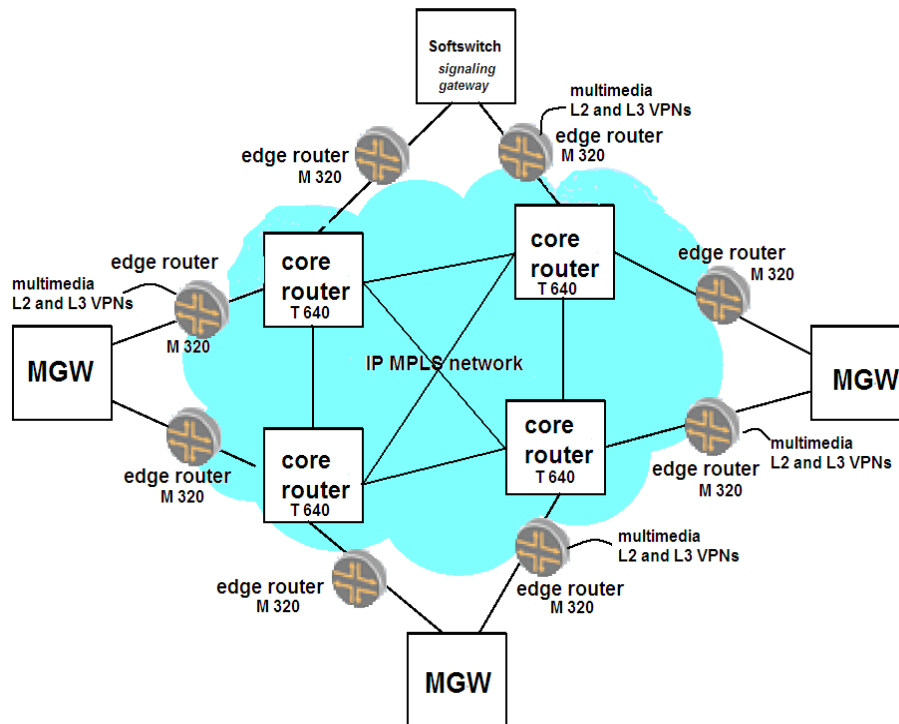 Softswitch
signaling
gateway
multimedia
L2 and L3 VPNs
edge router
M 320
edge router
M 320
edge router
M 320
edge router
multimedia
L2 and L3 VPNs
M 320
core
router
T 640
core
router
T 640
MGW
IP MPLS network
MGW
core
router
T 640
core
router
T 640
edge router
M 320
edge router
M 320
multimedia
L2 and L3 VPNs
multimedia
L2 and L3 VPNs
edge router
M 320
edge router
M 320
MGW